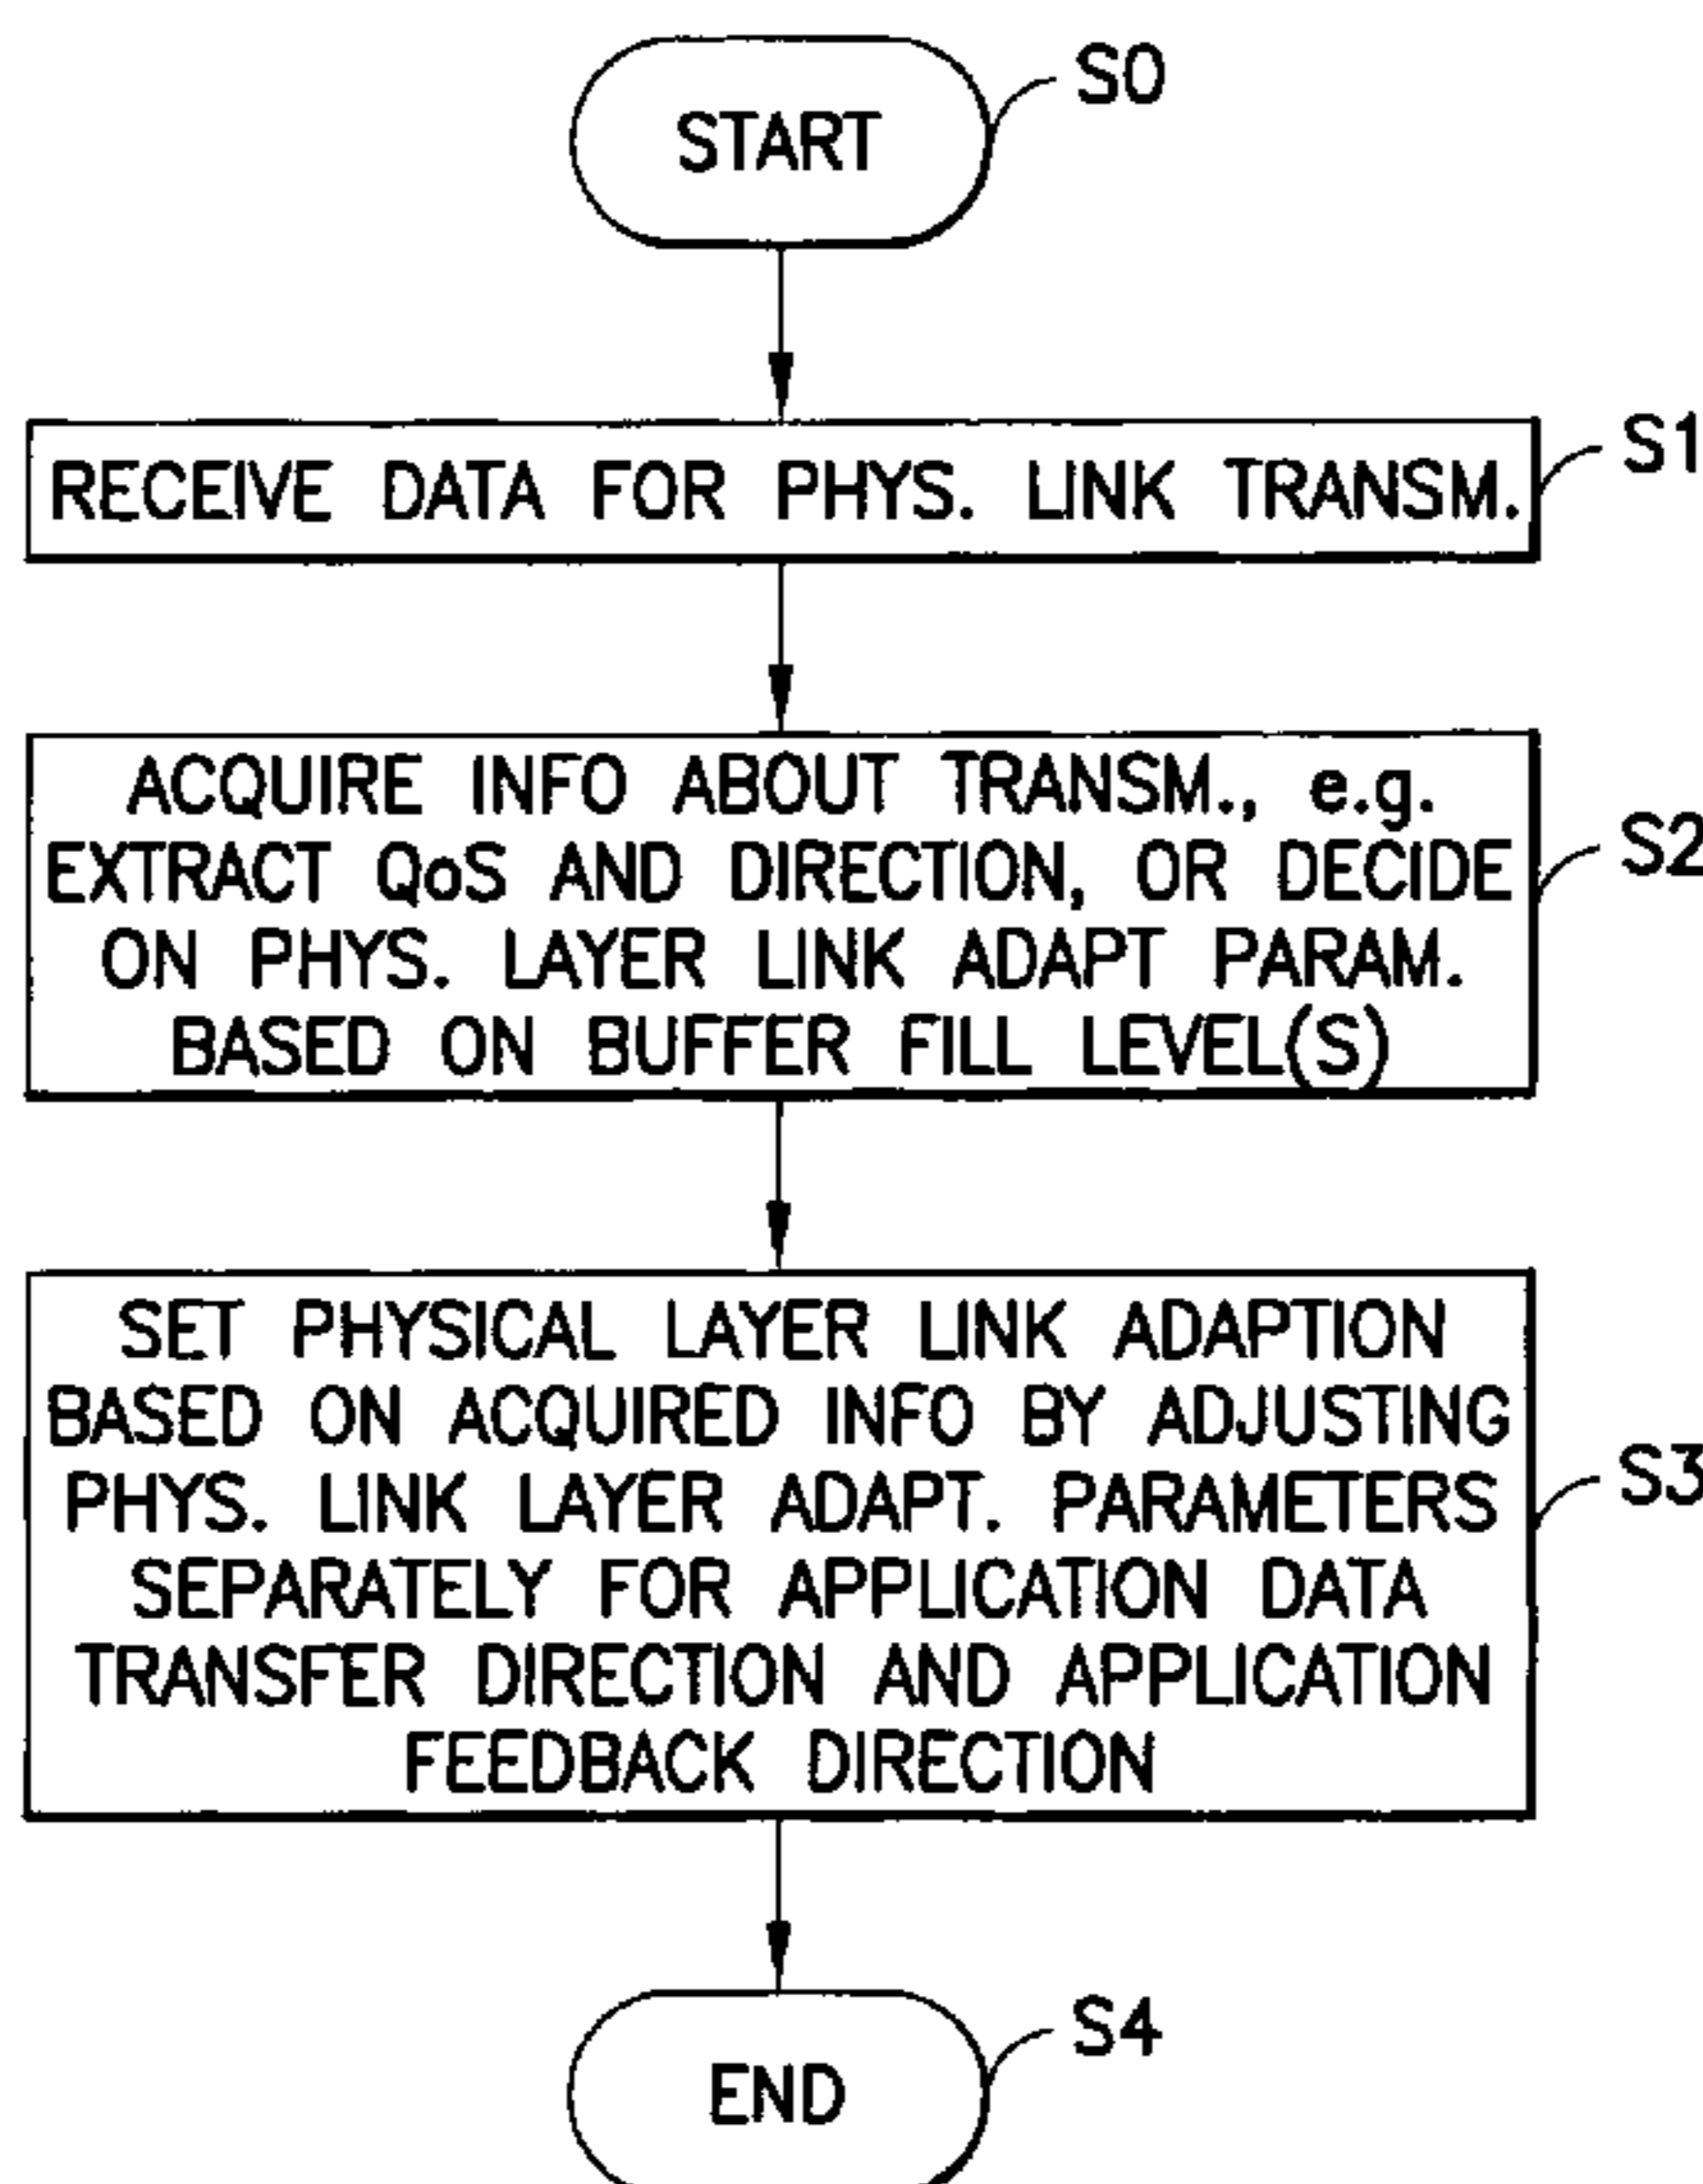 START
S0
RECEIVE DATA FOR PHYS. LINK TRANSM.
S1
ACQUIRE INFO ABOUT TRANSM., e.g.
EXTRACT QoS AND DIRECTION, OR DECIDE
ON PHYS. LAYER LINK ADAPT PARAM.
BASED ON BUFFER FILL LEVEL(S)
S2
SET PHYSICAL LAYER LINK ADAPTION
BASED ON ACQUIRED INFO BY ADJUSTING
PHYS. LINK LAYER ADAPT. PARAMETERS
SEPARATELY FOR APPLICATION DATA
TRANSFER DIRECTION AND APPLICATION
FEEDBACK DIRECTION
S3
END
S4